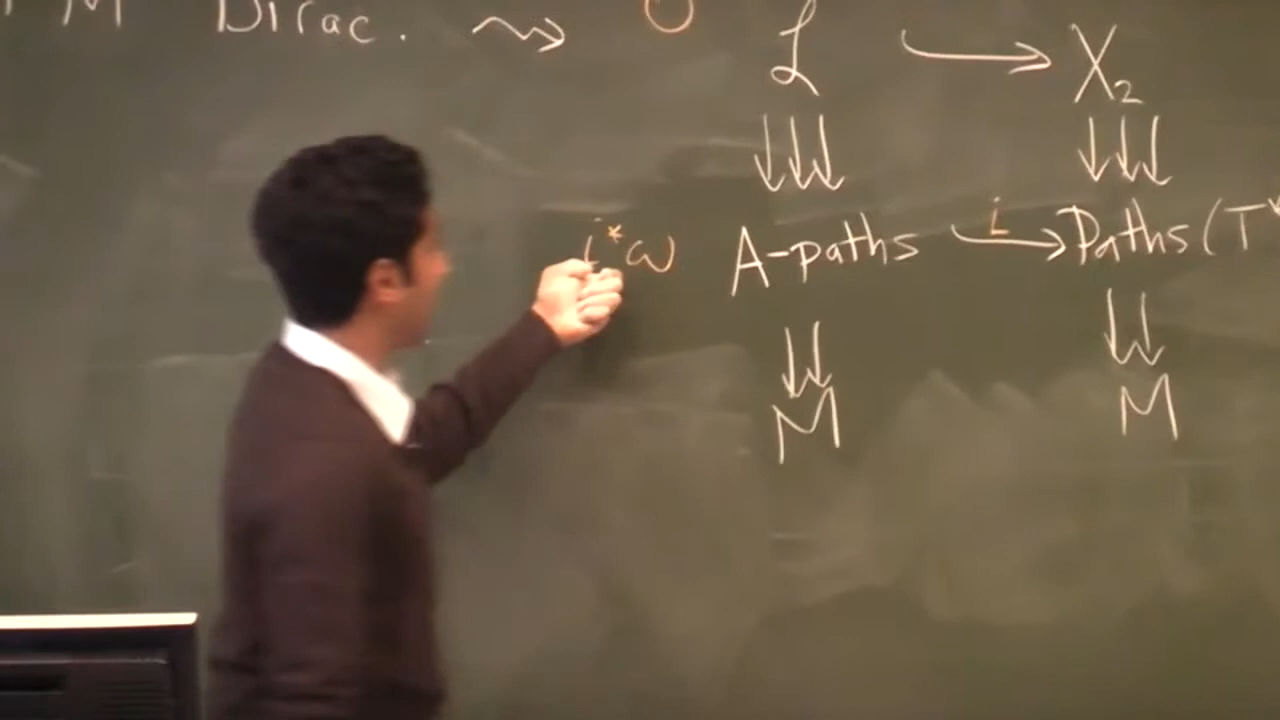 M Dirac. ⇝ O L ↪ X₂
↓↓↓ ↓↓↓
i*ω A-paths ↪ i Paths(T*
↓↓ ↓↓
M M